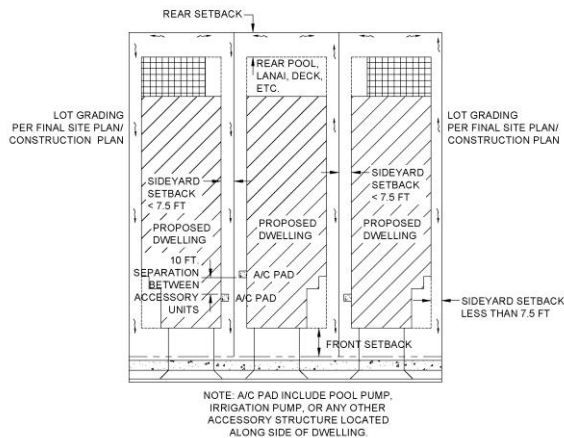 REAR SETBACK
REAR POOL,
LANAI, DECK,
ETC.
LOT GRADING
PER FINAL SITE PLAN/
CONSTRUCTION PLAN
LOT GRADING
PER FINAL SITE PLAN/
CONSTRUCTION PLAN
SIDEYARD
SETBACK
< 7.5 FT
SIDEYARD
SETBACK
< 7.5 FT
PROPOSED
DWELLING
PROPOSED
DWELLING
PROPOSED
DWELLING
10 FT.
SEPARATION
BETWEEN
ACCESSORY
UNITS
A/C PAD
A/C PAD
SIDEYARD SETBACK
LESS THAN 7.5 FT
FRONT SETBACK
NOTE: A/C PAD INCLUDE POOL PUMP,
IRRIGATION PUMP, OR ANY OTHER
ACCESSORY STRUCTURE LOCATED
ALONG SIDE OF DWELLING.